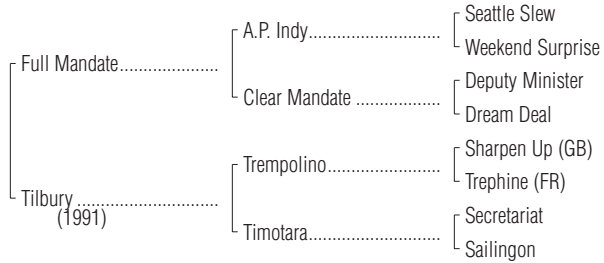 Seattle Slew
A.P. Indy..............................
Weekend Surprise
Full Mandate......................
Deputy Minister
Clear Mandate ...................
Dream Deal
Sharpen Up (GB)
Trempolino..........................
Trephine (FR)
Tilbury ...............................
(1991)
Secretariat
Timotara..............................
Sailingon